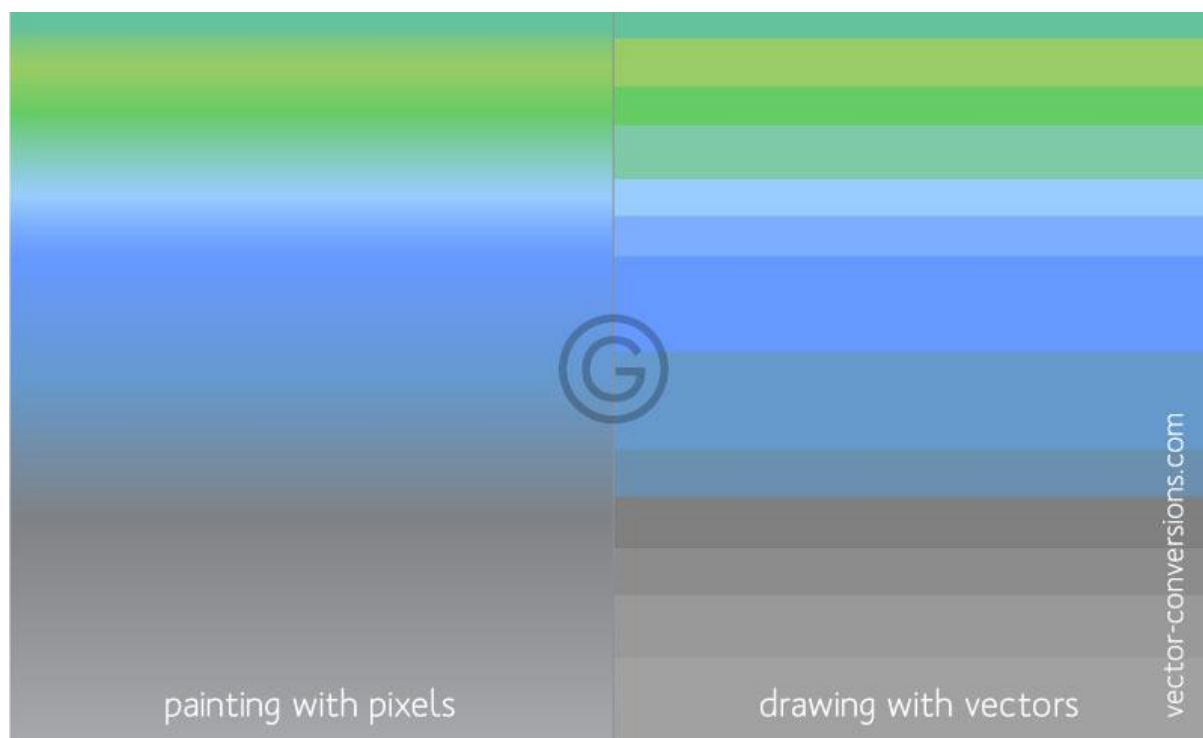 G
painting with pixels
drawing with vectors
vector-conversions.com